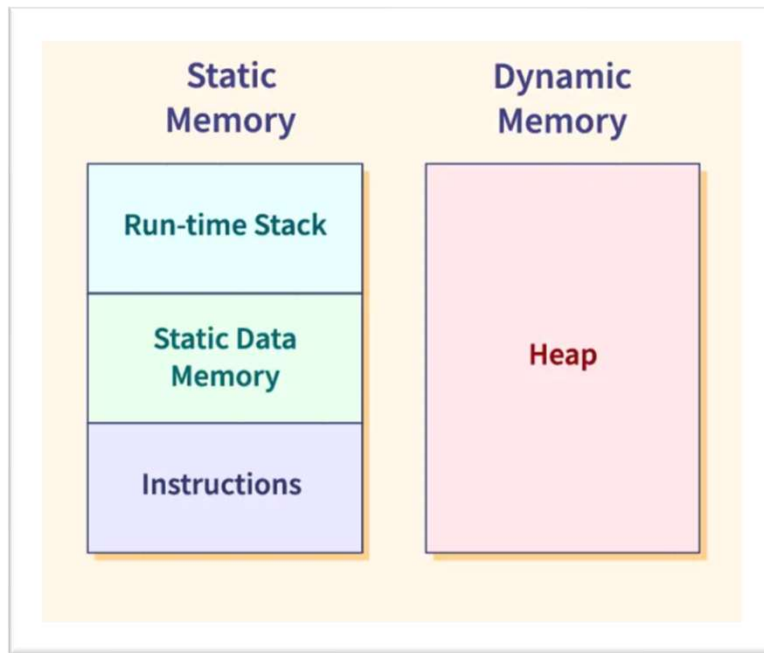 Static
Memory
Dynamic
Memory
Run-time Stack
Static Data
Memory
Instructions
Heap